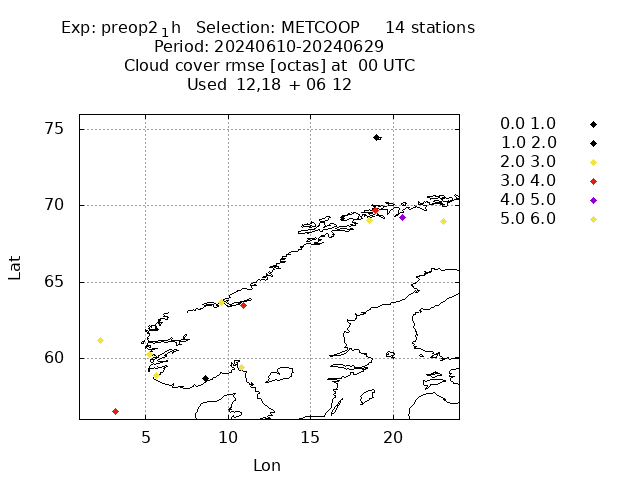 Exp: preop2₁h Selection: METCOOP 14 stations
Period: 20240610-20240629
Cloud cover rmse [octas] at 00 UTC
Used 12,18 + 06 12
75
70
65
60
5 10 15 20
Lat
Lon
0.0 1.0
1.0 2.0
2.0 3.0
3.0 4.0
4.0 5.0
5.0 6.0